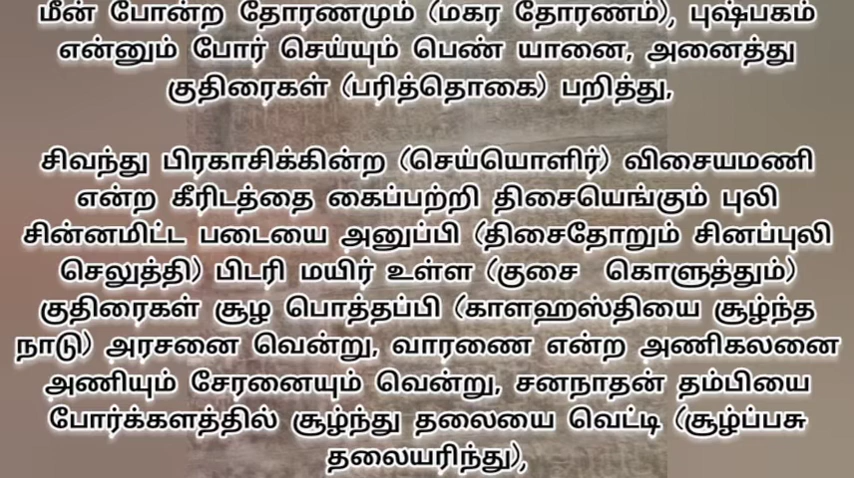 மீன் போன்ற தோரணமும் (மகர தோரணம்), புஷ்பகம்
என்னும் போர் செய்யும் பெண் யானை, அனைத்து
குதிரைகள் (பரித்தொகை) பறித்து,
சிவந்து பிரகாசிக்கின்ற (செய்யொளிர்) விசையமணி
என்ற கீரிடத்தை கைப்பற்றி திசையெங்கும் புலி
சின்னமிட்ட படையை அனுப்பி (திசைதோறும் சினப்புலி
செலுத்தி) பிடரி மயிர் உள்ள (குசை கொளுத்தும்)
குதிரைகள் சூழ பொத்தப்பி (காளஹஸ்தியை சூழ்ந்த
நாடு) அரசனை வென்று, வாரணை என்ற அணிகலனை
அணியும் சேரனையும் வென்று, சனநாதன் தம்பியை
போர்க்களத்தில் சூழ்ந்து தலையை வெட்டி (சூழ்ப்பசு
தலையரிந்து),